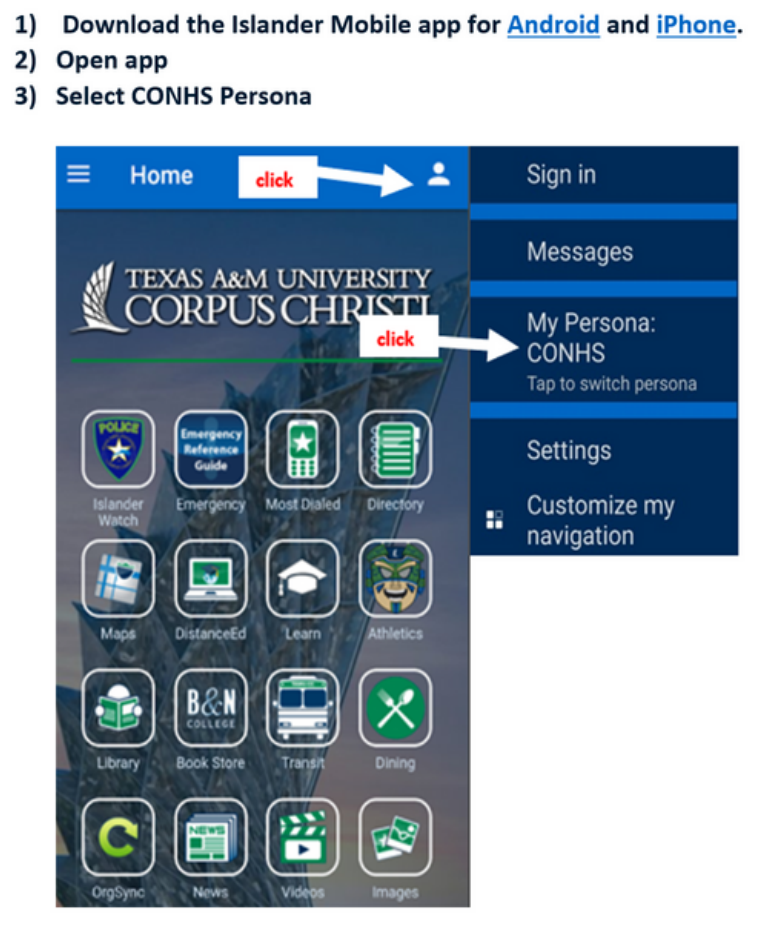 1) Download the Islander Mobile app for Android and iPhone.
2) Open app
3) Select CONHS Persona
Home
click
TEXAS A&M UNIVERSITY
CORPUS CHRISTI
click
POLICE
Emergency
Reference
Guide
Islander
Watch
Emergency
Most Dialed
Directory
Maps
DistanceEd
Learn
Athletics
B&N
COLLEGE
Library
Book Store
Transit
Dining
NEWS
OrgSync
News
Videos
Images
Sign in
Messages
My Persona:
CONHS
Tap to switch persona
Settings
Customize my
navigation